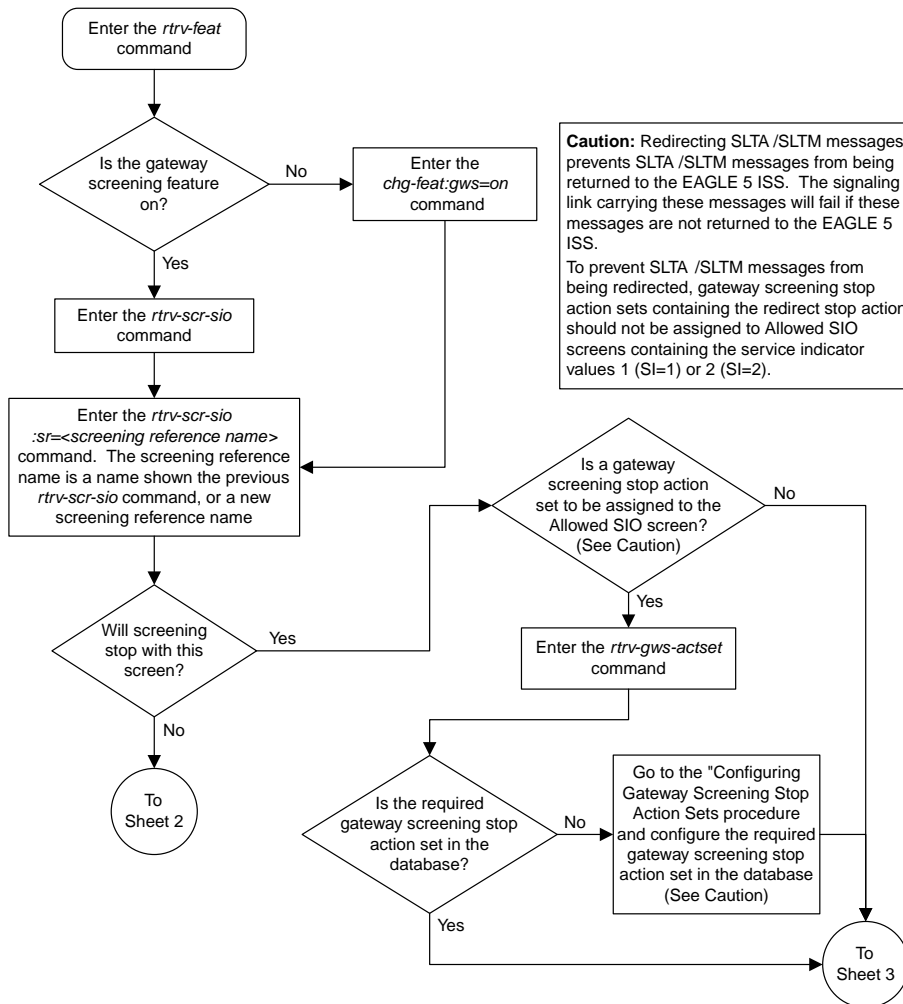 Enter the rtrv-feat
command
Is the gateway
screening feature
on?
No
Enter the
chg-feat:gws=on
command
Yes
Caution: Redirecting SLTA /SLTM messages
prevents SLTA /SLTM messages from being
returned to the EAGLE 5 ISS. The signaling
link carrying these messages will fail if these
messages are not returned to the EAGLE 5
ISS.
To prevent SLTA /SLTM messages from
being redirected, gateway screening stop
action sets containing the redirect stop action
should not be assigned to Allowed SIO
screens containing the service indicator
values 1 (SI=1) or 2 (SI=2).
Enter the rtrv-scr-sio
command
Enter the rtrv-scr-sio
:sr=<screening reference name>
command. The screening reference
name is a name shown the previous
rtrv-scr-sio command, or a new
screening reference name
Is a gateway
screening stop action
set to be assigned to the
Allowed SIO screen?
(See Caution)
No
Yes
Will screening
stop with this
screen?
Yes
No
Enter the rtrv-gws-actset
command
To
Sheet 2
Is the required
gateway screening stop
action set in the
database?
No
Yes
Go to the "Configuring
Gateway Screening Stop
Action Sets procedure
and configure the required
gateway screening stop
action set in the database
(See Caution)
To
Sheet 3